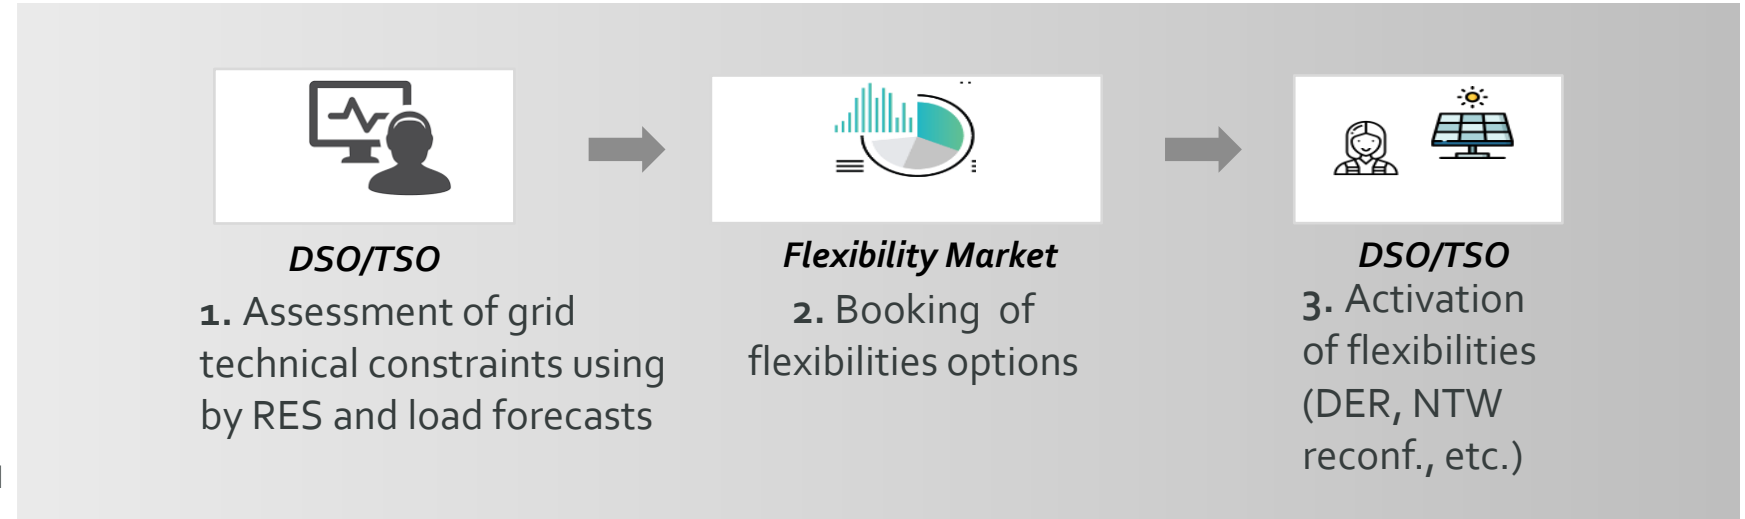 DSO/TSO
1. Assessment of grid
technical constraints using
by RES and load forecasts
Flexibility Market
2. Booking of
flexibilities options
DSO/TSO
3. Activation
of flexibilities
(DER, NTW
reconf., etc.)